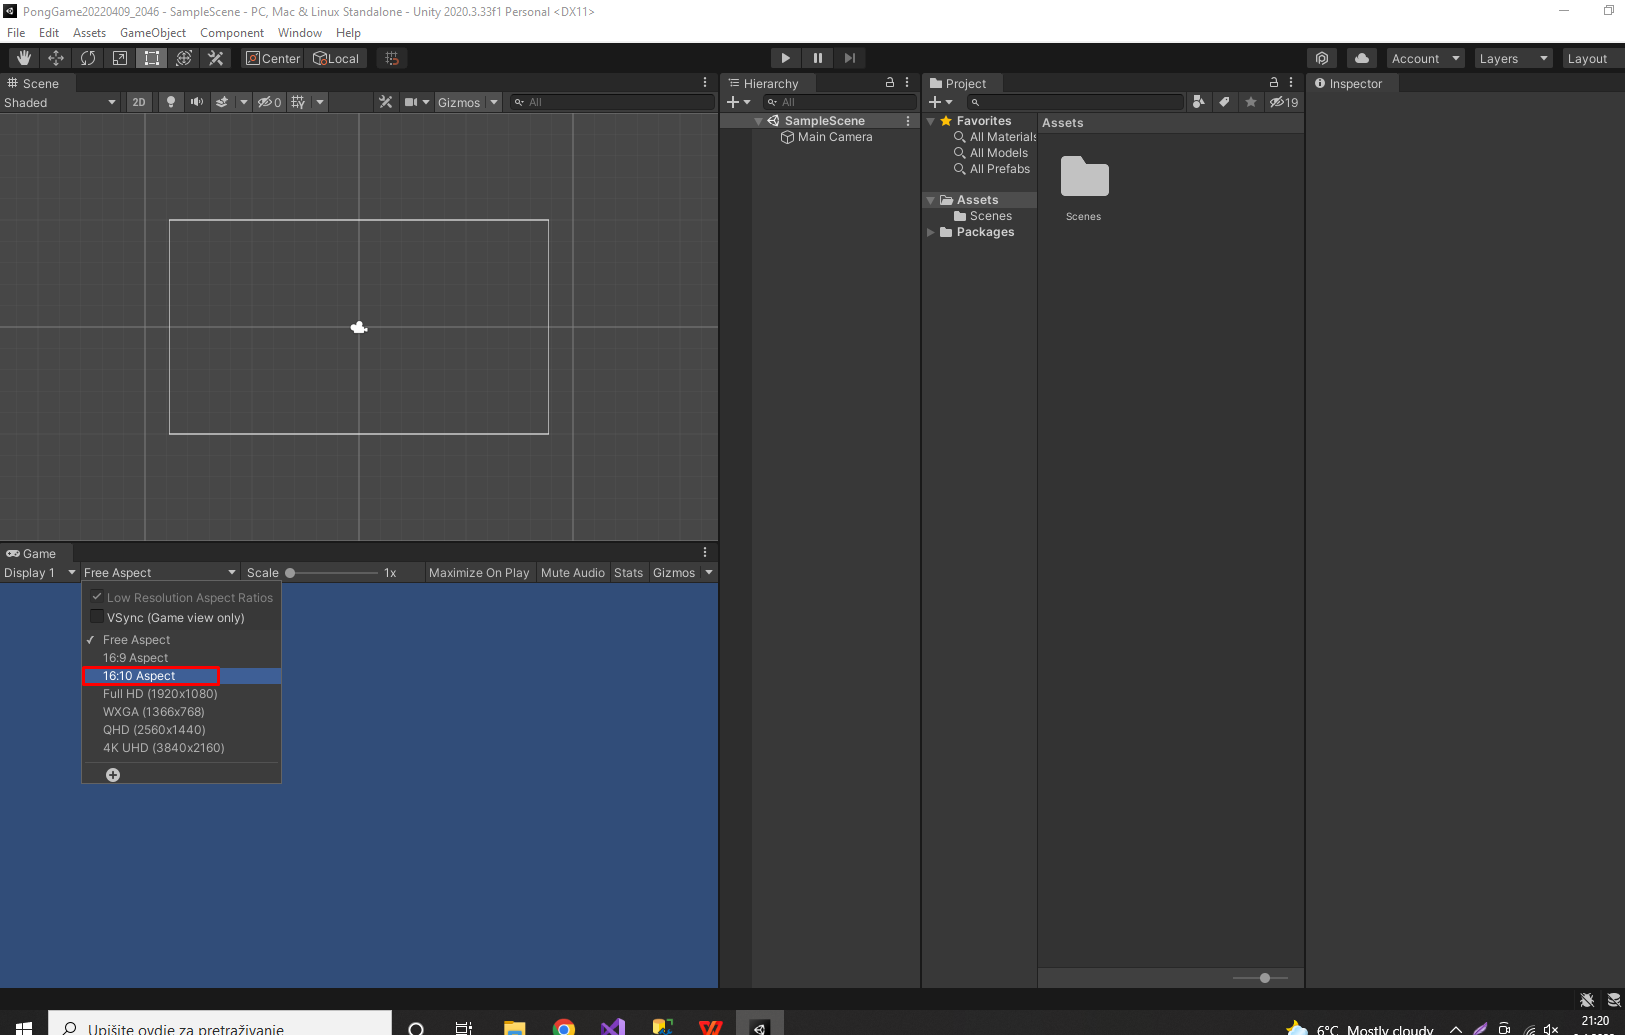 PongGame20220409_2046 - SampleScene - PC, Mac & Linux Standalone - Unity 2020.3.33f1 Personal <DX11>
File Edit Assets GameObject Component Window Help
Center Local Account Layers Layout
Scene
Shaded 2D 0 Gizmos All
Hierarchy
All
SampleScene
Main Camera
Project
19
Favorites
All Materials
All Models
All Prefabs
Assets
Scenes
Packages
Assets
Scenes
Inspector
Game
Display 1 Free Aspect Scale 1x Maximize On Play Mute Audio Stats Gizmos
Low Resolution Aspect Ratios
VSync (Game view only)
Free Aspect
16:9 Aspect
16:10 Aspect
Full HD (1920x1080)
WXGA (1366x768)
QHD (2560x1440)
4K UHD (3840x2160)
Upišite ovdje za pretraživanje
6°C Mostly cloudy
21:20